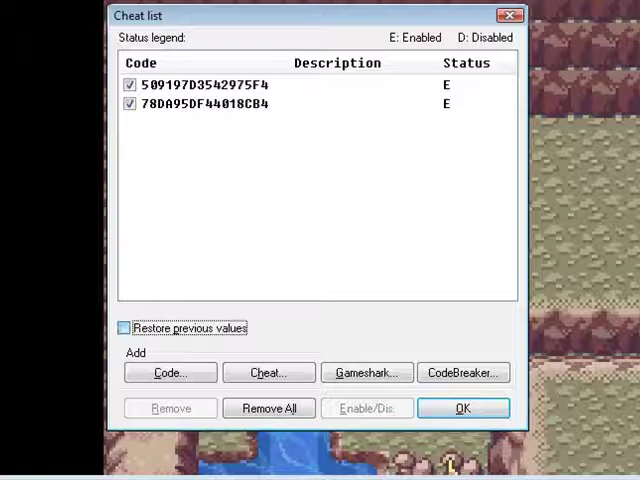 Cheat list
Status legend: E: Enabled D: Disabled
Code Description Status
509197D3542975F4 E
78DA95DF44018CB4 E
Restore previous values
Add
Code... Cheat... Gameshark... CodeBreaker...
Remove Remove All Enable/Dis. OK